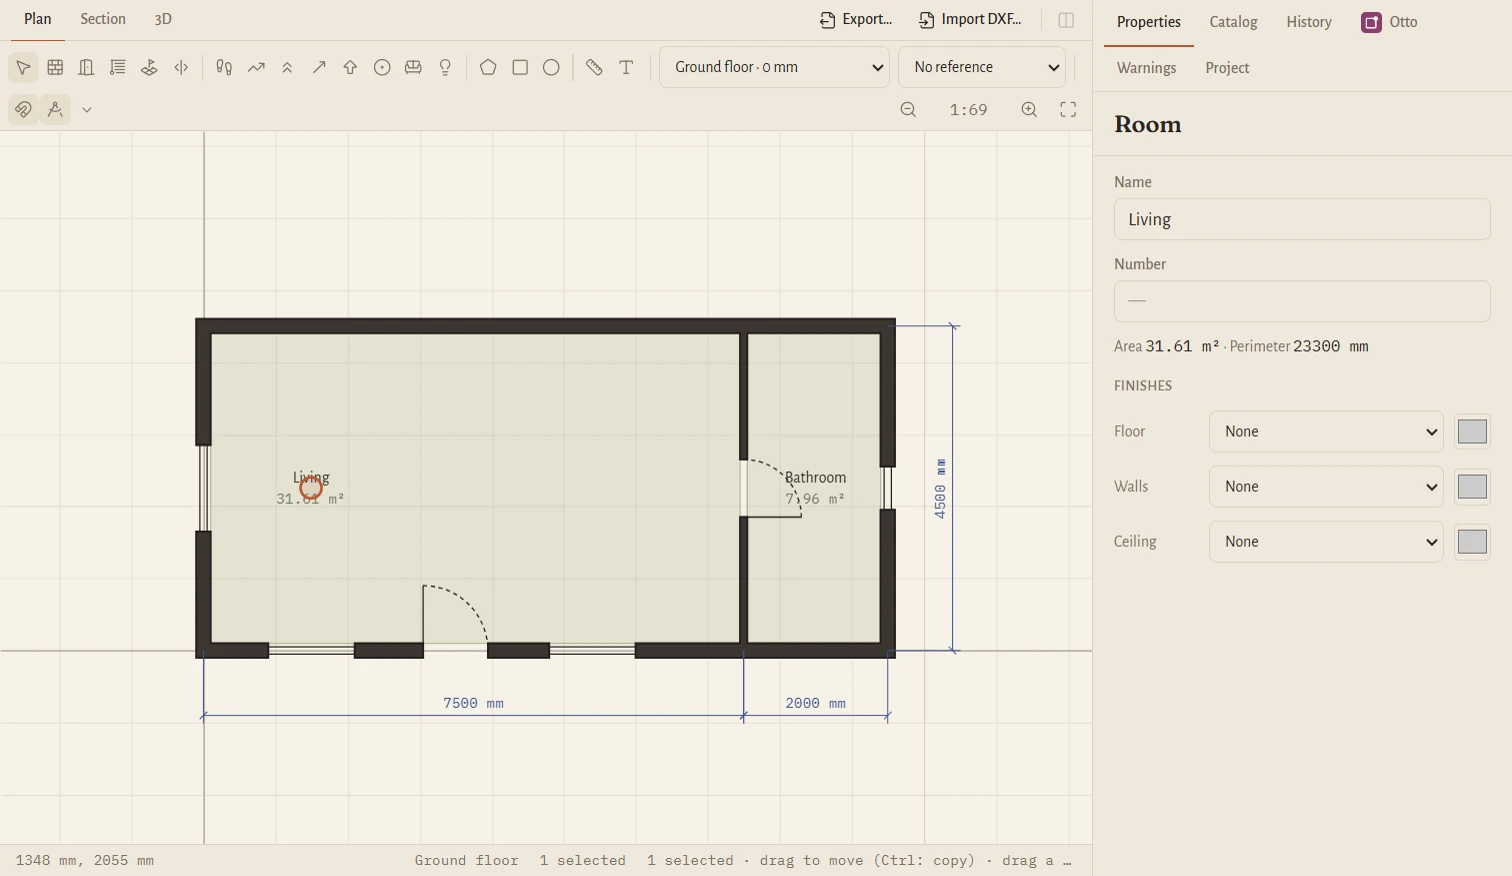 Plan Section 3D Export... Import DXF...
Properties Catalog History Otto
Warnings Project
Ground floor · 0 mm No reference
1:69
Room
Name
Living
Number
—
Area 31.61 m² · Perimeter 23300 mm
FINISHES
Floor None
Walls None
Ceiling None
Living
31.61 m²
Bathroom
7.96 m²
4500 mm
7500 mm
2000 mm
1348 mm, 2055 mm Ground floor 1 selected 1 selected · drag to move (Ctrl: copy) · drag a …